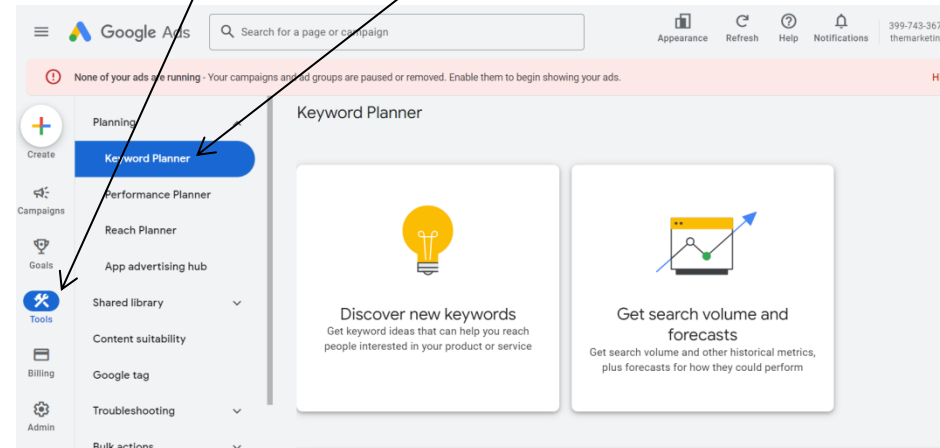 Google Ads
Search for a page or campaign
Appearance
Refresh
Help
Notifications
399-743-367
themarketin
None of your ads are running - Your campaigns and ad groups are paused or removed. Enable them to begin showing your ads.
H
Create
Campaigns
Goals
Tools
Billing
Admin
Planning
Keyword Planner
Performance Planner
Reach Planner
App advertising hub
Shared library
Content suitability
Google tag
Troubleshooting
Bulk actions
Keyword Planner
Discover new keywords
Get keyword ideas that can help you reach
people interested in your product or service
Get search volume and
forecasts
Get search volume and other historical metrics,
plus forecasts for how they could perform